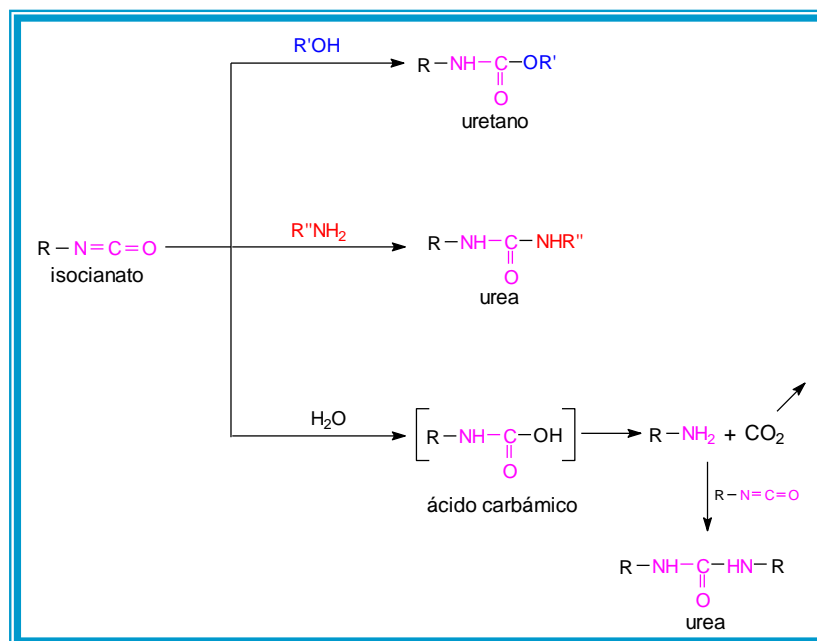 R'OH
R–NH–C–OR'
O
uretano
R–N=C=O
isocianato
R"NH₂
R–NH–C–NHR"
O
urea
H₂O
[R–NH–C–OH]
O
ácido carbámico
R–NH₂ + CO₂
R–N=C=O
R–NH–C–HN–R
O
urea